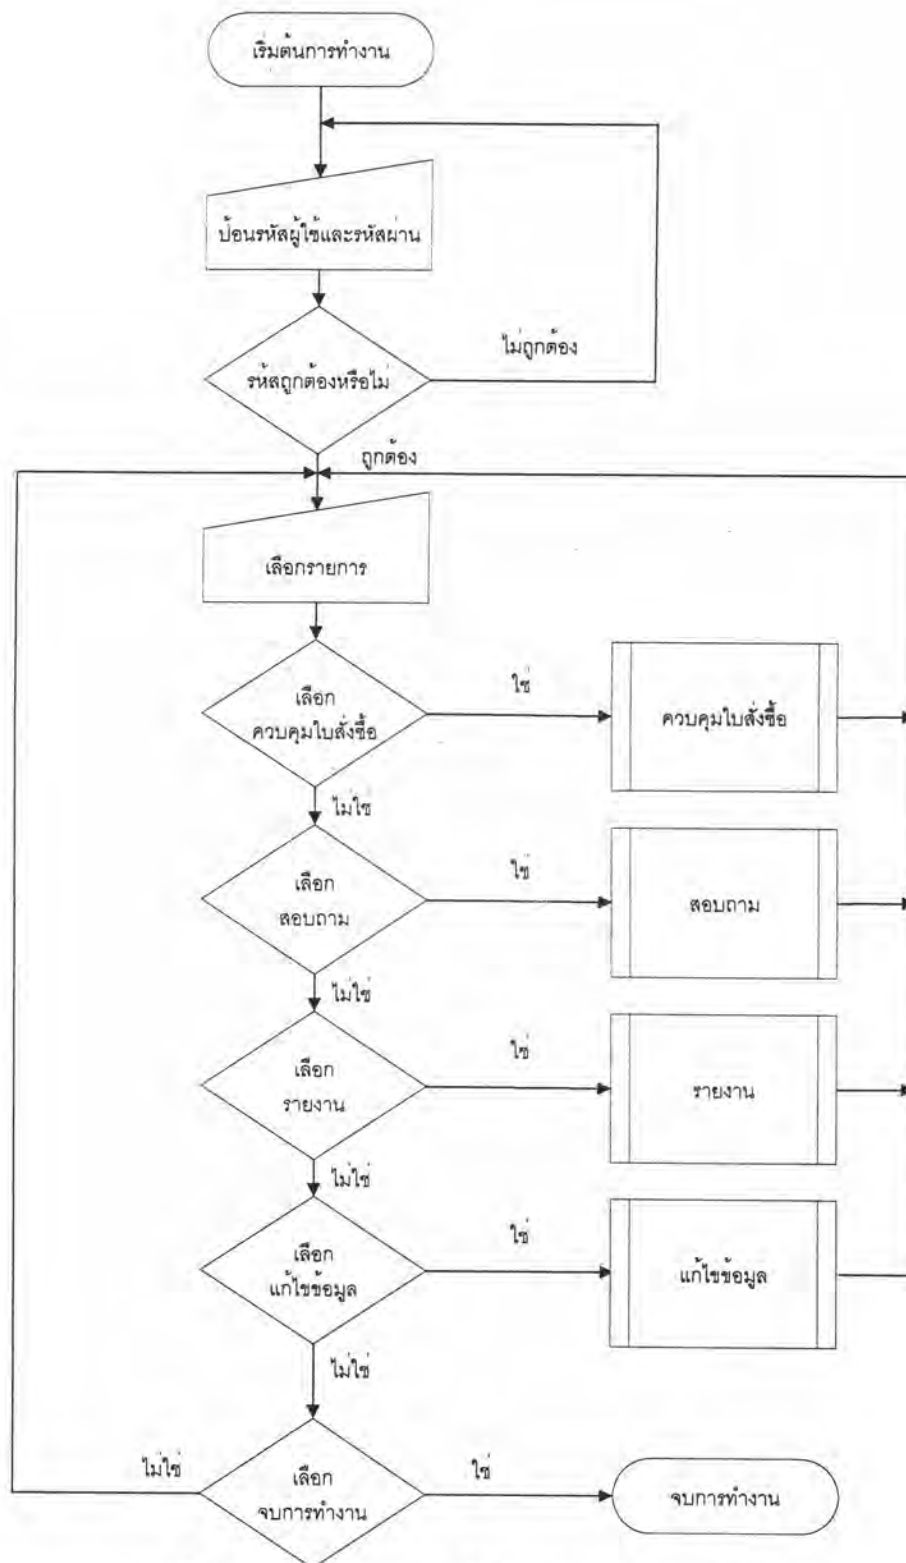 เริ่มต้นการทำงาน
ป้อนรหัสผู้ใช้และรหัสผ่าน
ไม่ถูกต้อง
รหัสถูกต้องหรือไม่
ถูกต้อง
เลือกรายการ
เลือก
ควบคุมใบสั่งซื้อ
ใช่
ควบคุมใบสั่งซื้อ
ไม่ใช่
เลือก
สอบถาม
ใช่
สอบถาม
ไม่ใช่
เลือก
รายงาน
ใช่
รายงาน
ไม่ใช่
เลือก
แก้ไขข้อมูล
ใช่
แก้ไขข้อมูล
ไม่ใช่
ไม่ใช่
เลือก
จบการทำงาน
ใช่
จบการทำงาน